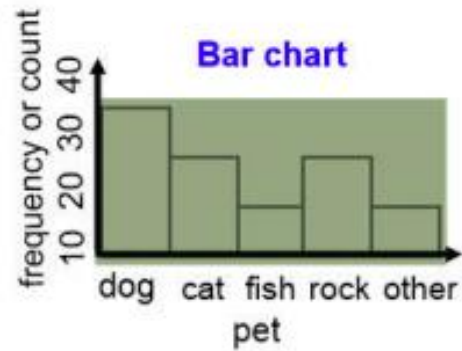 Bar chart
frequency or count
40
30
20
10
dog cat fish rock other
pet